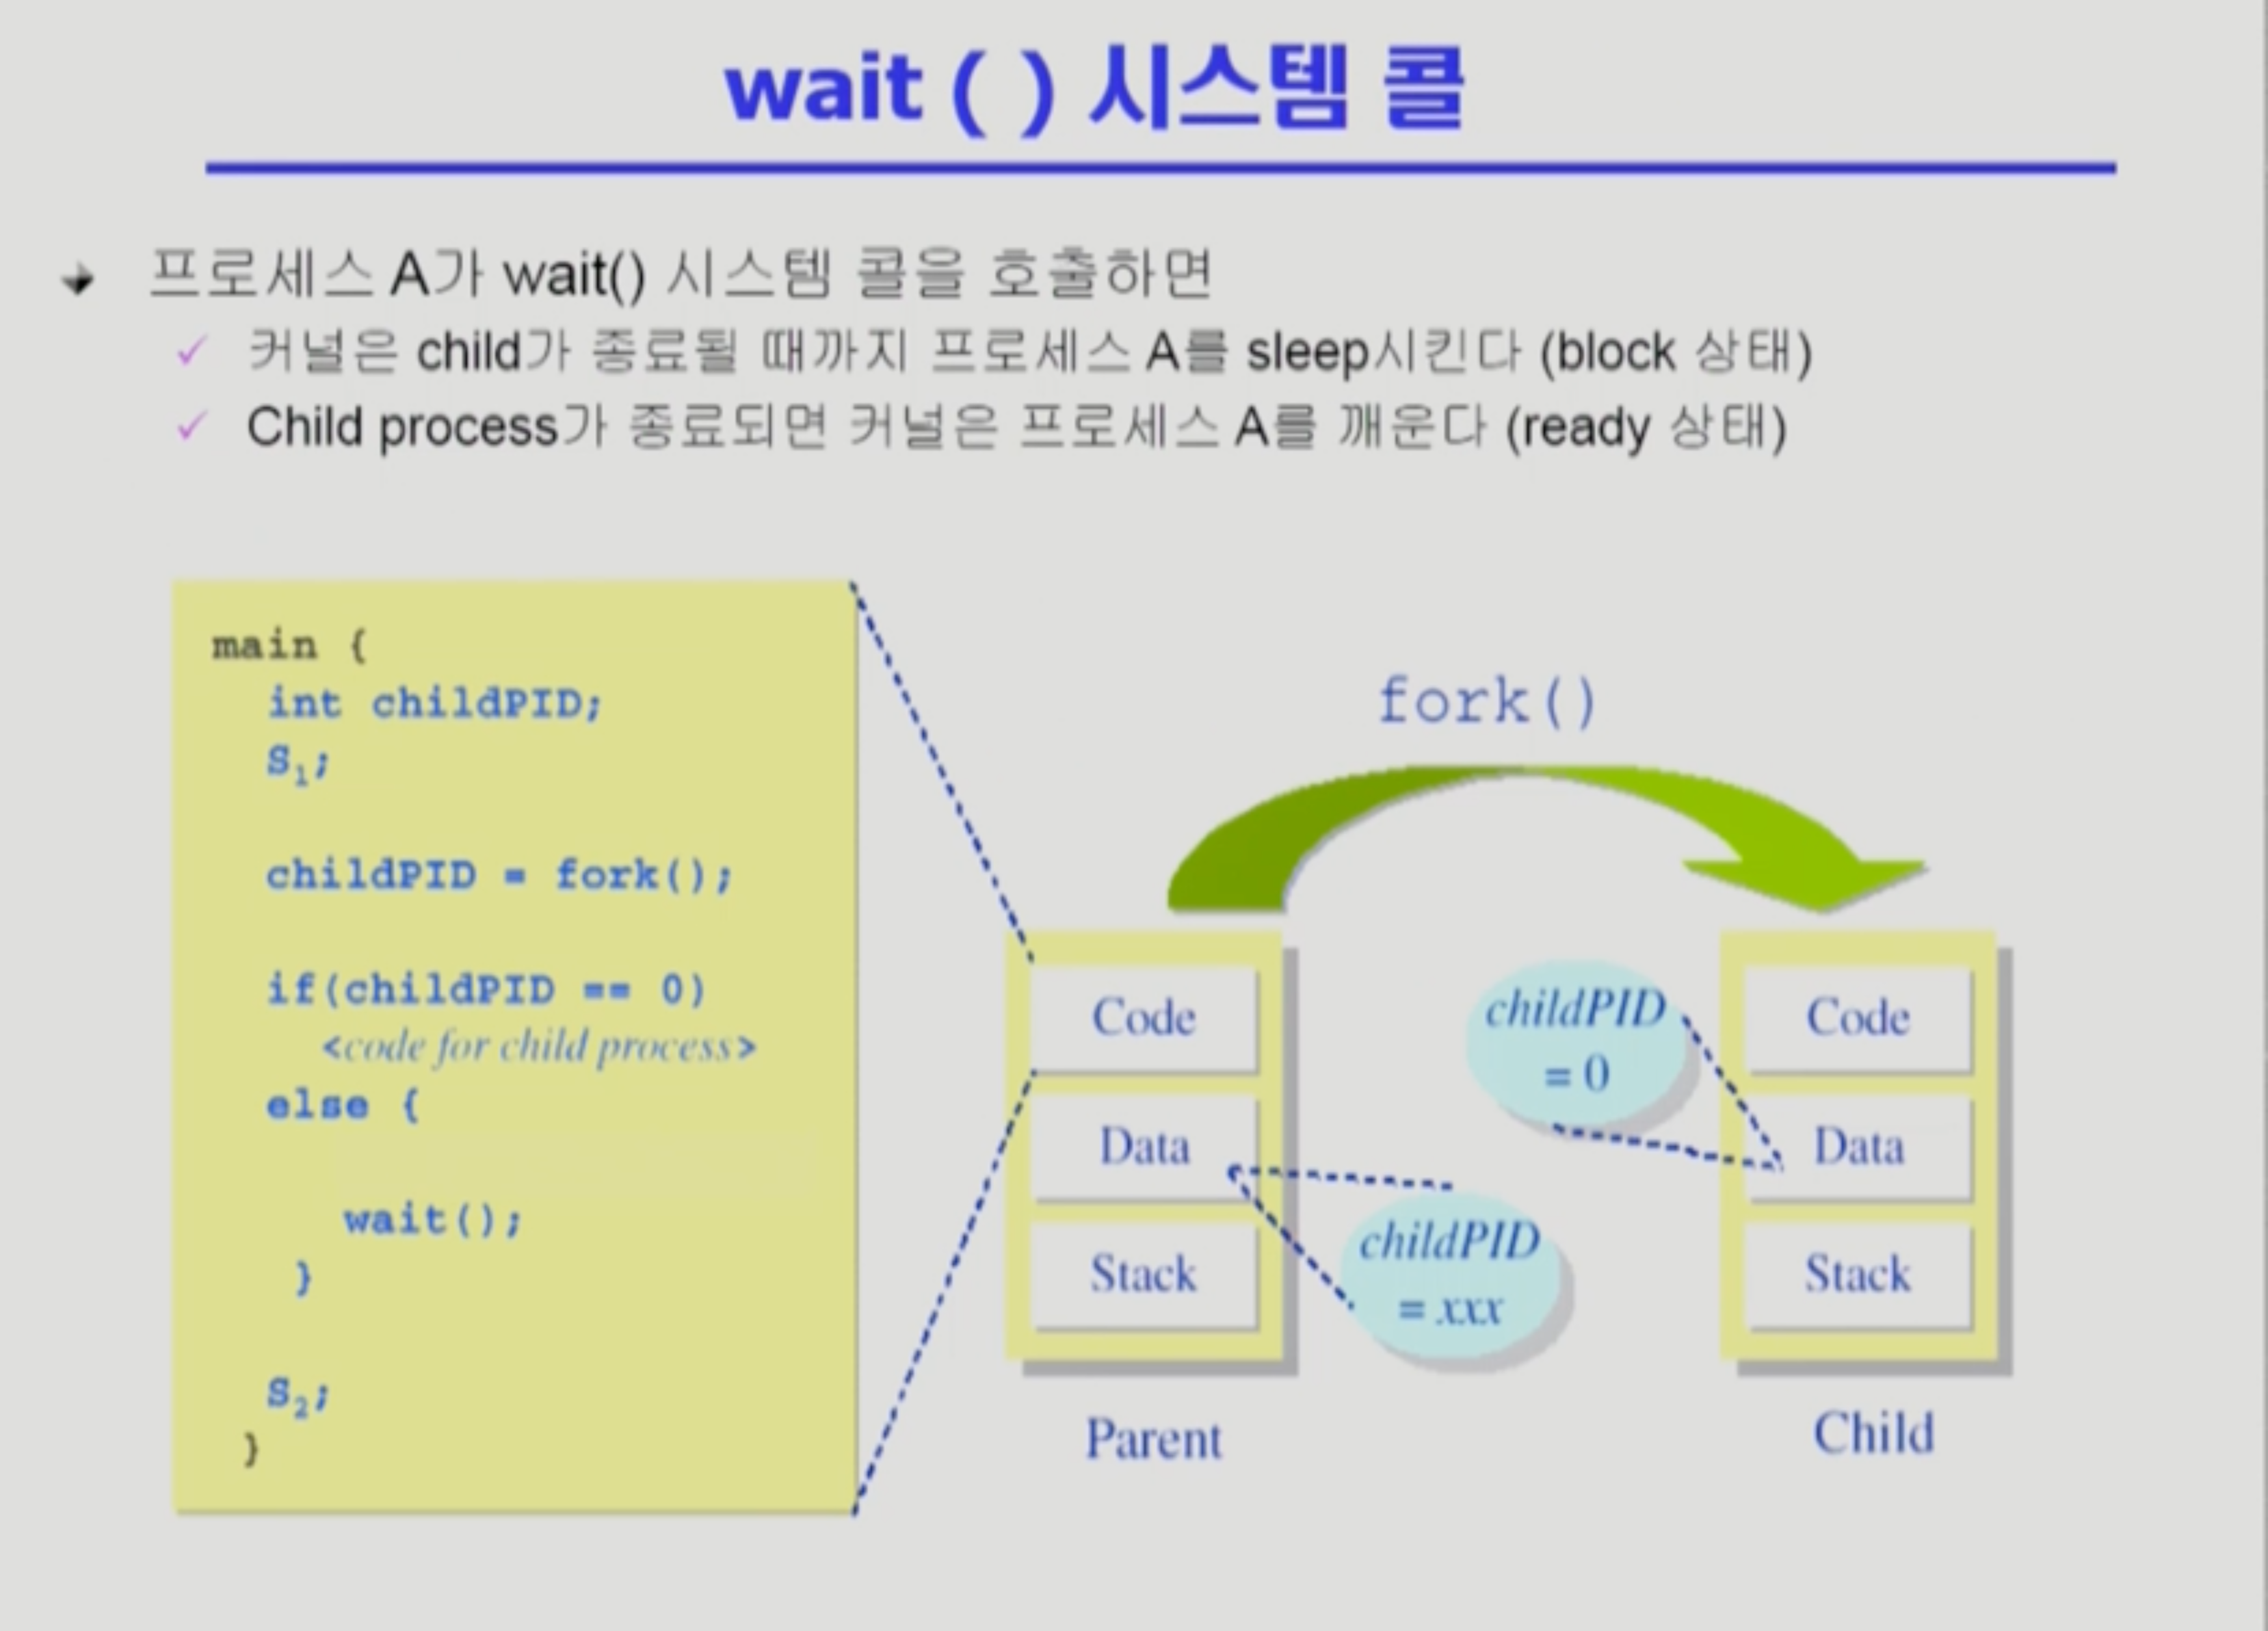 wait ( ) 시스템 콜
프로세스 A가 wait() 시스템 콜을 호출하면
✓ 커널은 child가 종료될 때까지 프로세스 A를 sleep시킨다 (block 상태)
✓ Child process가 종료되면 커널은 프로세스 A를 깨운다 (ready 상태)
main {
int childPID;
S₁;
childPID = fork();
if(childPID == 0)
<code for child process>
else {
wait();
}
S₂;
}
fork()
Code
Data
Stack
Parent
childPID
= xxx
childPID
= 0
Code
Data
Stack
Child